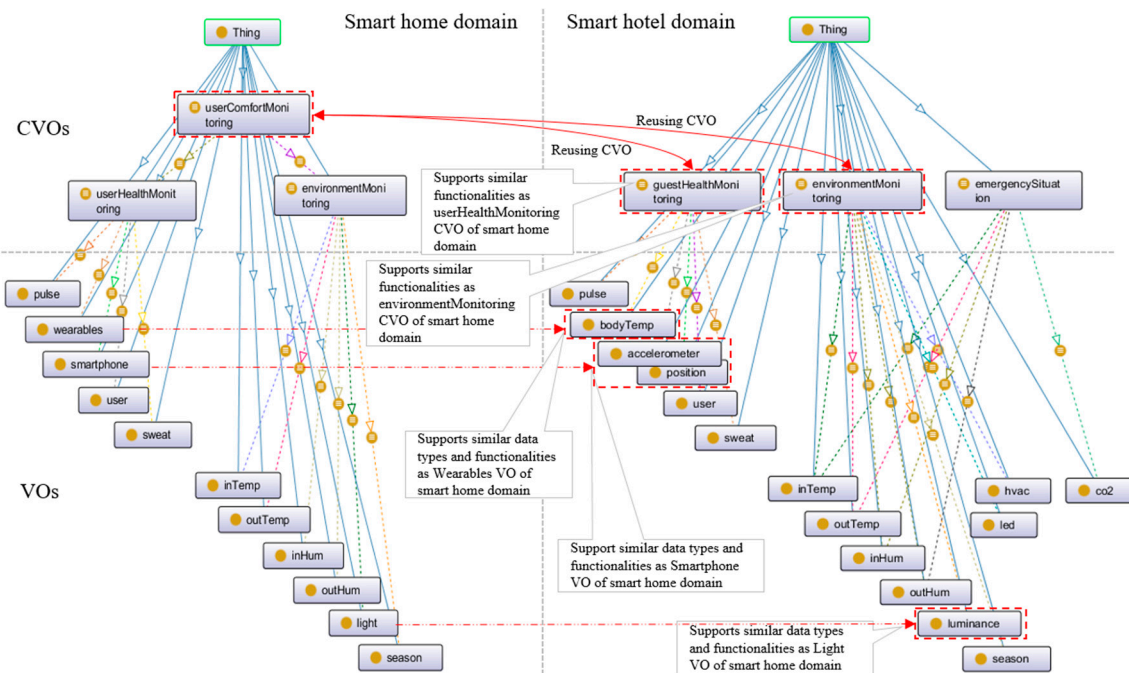 Smart home domain
Smart hotel domain
Thing
Thing
CVOs
userComfortMoni
toring
Reusing CVO
Reusing CVO
userHealthMonit
oring
environmentMoni
toring
Supports similar
functionalities as
userHealthMonitoring
CVO of smart home
domain
guestHealthMoni
toring
environmentMoni
toring
emergencySituat
ion
Supports similar
functionalities as
environmentMonitoring
CVO of smart home
domain
pulse
wearables
smartphone
user
sweat
pulse
bodyTemp
accelerometer
position
user
sweat
Supports similar data
types and functionalities
as Wearables VO of
smart home domain
VOs
inTemp
outTemp
inHum
outHum
light
season
inTemp
outTemp
inHum
outHum
luminance
season
hvac
led
co2
Support similar data types and
functionalities as Smartphone
VO of smart home domain
Supports similar data types
and functionalities as Light
VO of smart home domain